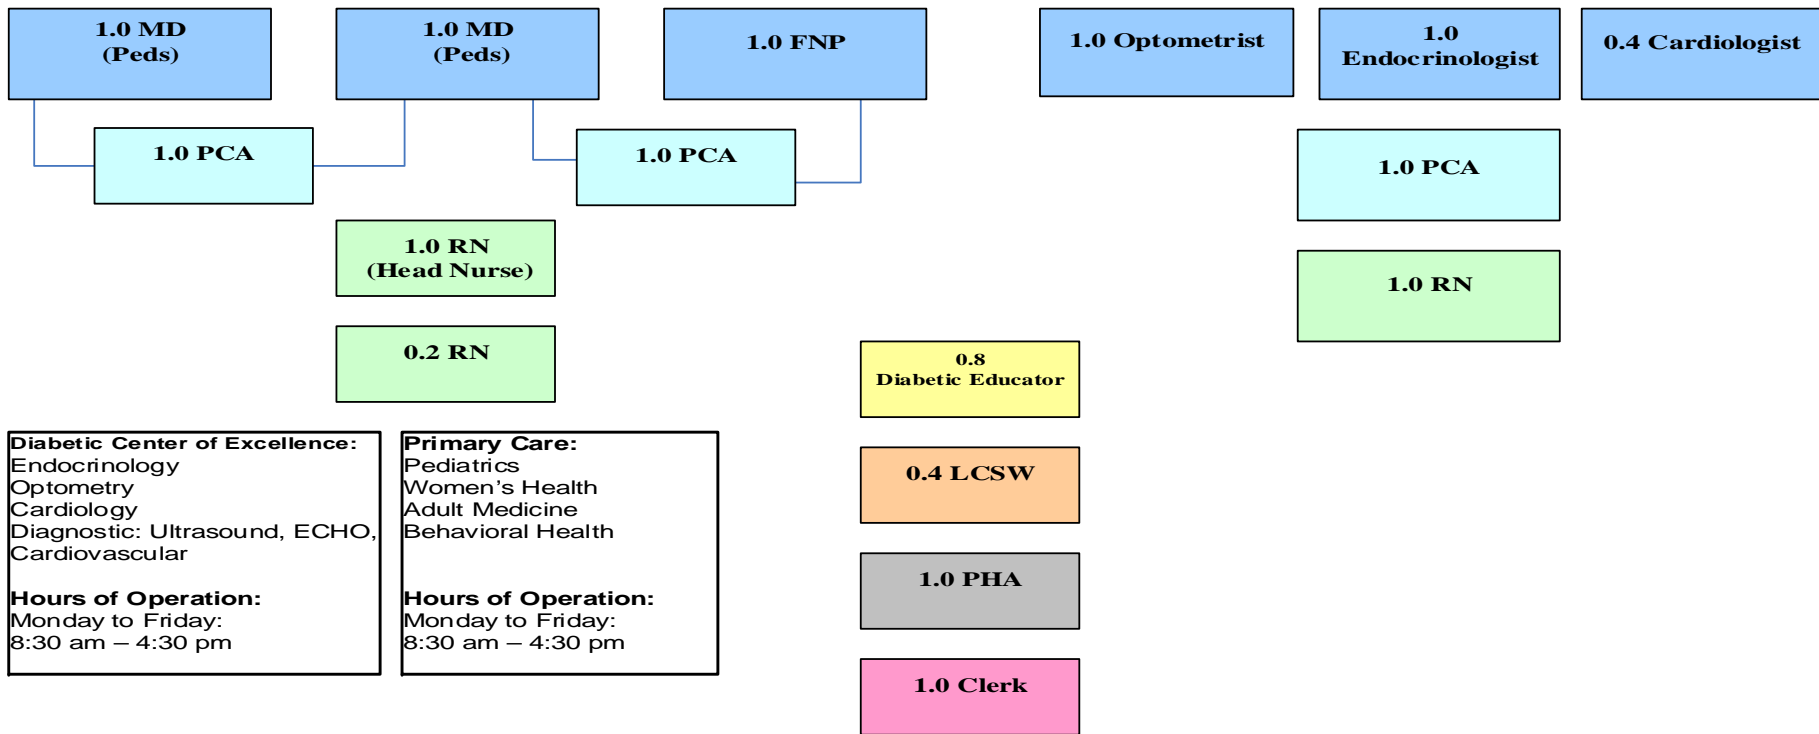 1.0 MD
(Peds)
1.0 MD
(Peds)
1.0 FNP
1.0 Optometrist
1.0
Endocrinologist
0.4 Cardiologist
1.0 PCA
1.0 PCA
1.0 PCA
1.0 RN
(Head Nurse)
1.0 RN
0.2 RN
0.8
Diabetic Educator
0.4 LCSW
1.0 PHA
1.0 Clerk
Diabetic Center of Excellence:
Endocrinology
Optometry
Cardiology
Diagnostic: Ultrasound, ECHO,
Cardiovascular
Hours of Operation:
Monday to Friday:
8:30 am – 4:30 pm
Primary Care:
Pediatrics
Women’s Health
Adult Medicine
Behavioral Health
Hours of Operation:
Monday to Friday:
8:30 am – 4:30 pm